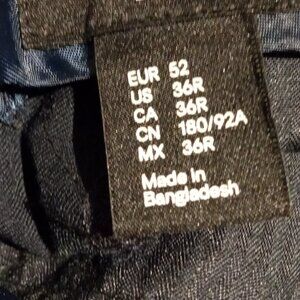 EUR 52
US 36R
CA 36R
CN 180/92A
MX 36R
Made in
Bangladesh